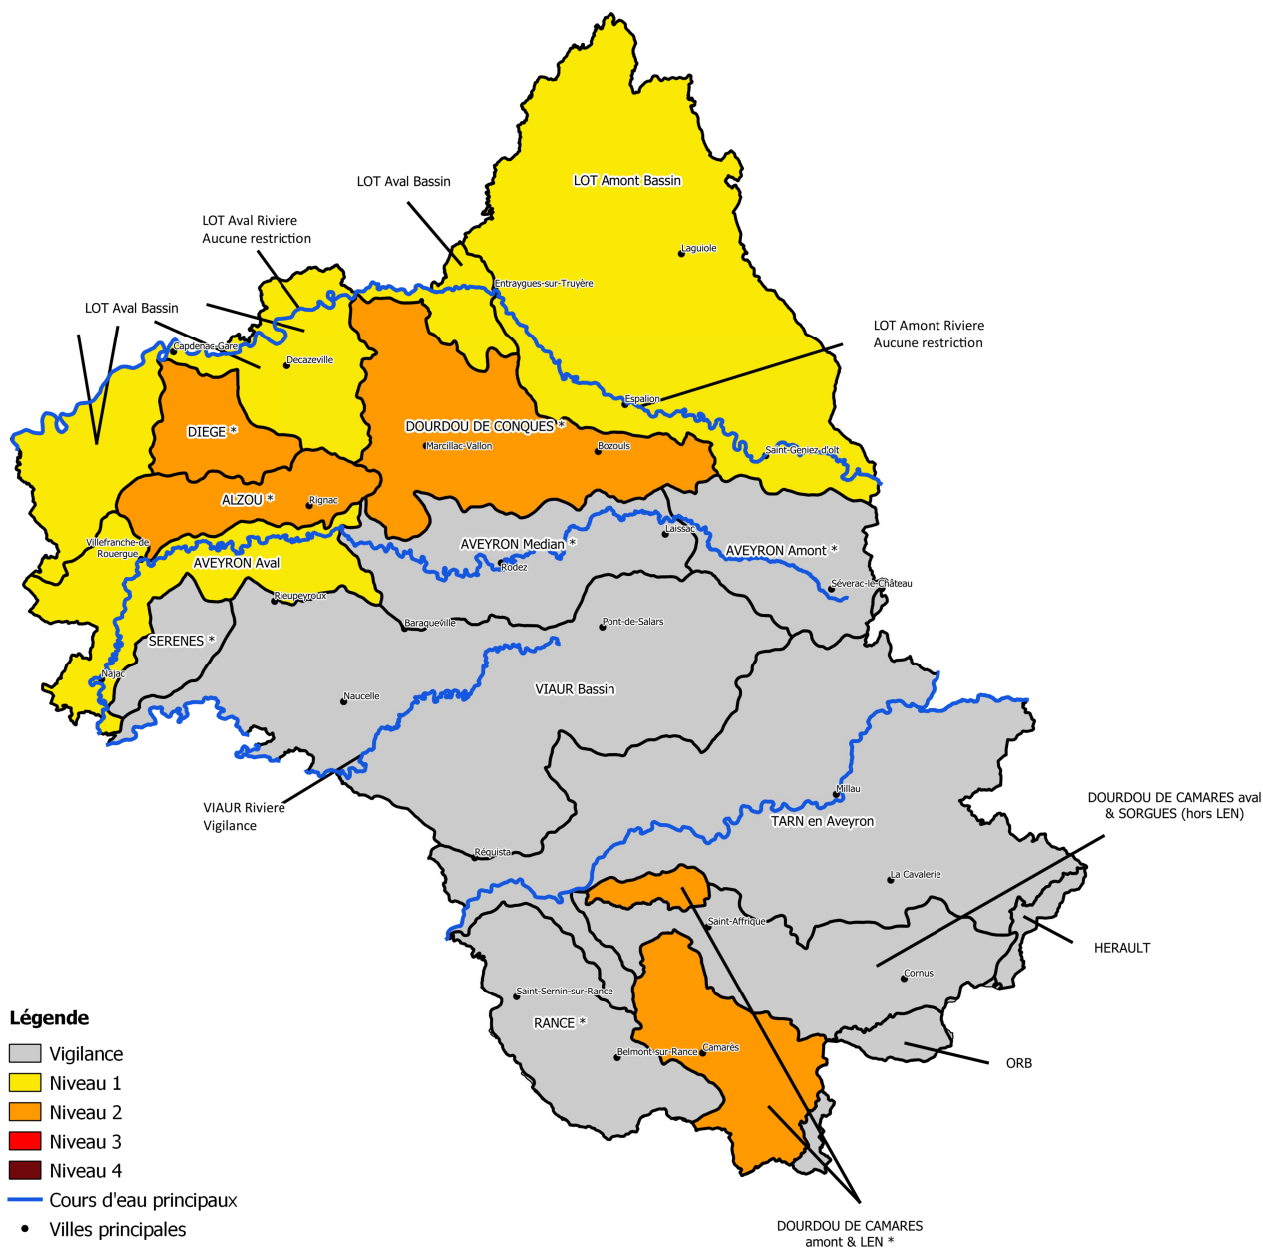 LOT Aval Bassin
LOT Amont Bassin
LOT Aval Riviere
Aucune restriction
Laguiole
Entraygues-sur-Truyère
LOT Aval Bassin
LOT Amont Riviere
Aucune restriction
Capdenac-Gare
Decazeville
Espalion
DIEGE *
DOURDOU DE CONQUES *
Marcillac-Vallon
Bozouls
Saint-Geniez-d'olt
ALZOU *
Rignac
Villefranche-de
Rouergue
AVEYRON Aval
AVEYRON Median *
Laissac
AVEYRON Amont *
Rodez
Séverac-le-Château
Rieupeyroux
SERENES *
Baraqueville
Pont-de-Salars
Najac
Naucelle
VIAUR Bassin
VIAUR Riviere
Vigilance
Millau
TARN en Aveyron
DOURDOU DE CAMARES aval
& SORGUES (hors LEN)
Réquista
La Cavalerie
Saint-Affrique
HERAULT
Cornus
Saint-Sernin-sur-Rance
RANCE *
Belmont-sur-Rance
Camarès
ORB
Légende
Vigilance
Niveau 1
Niveau 2
Niveau 3
Niveau 4
Cours d'eau principaux
Villes principales
DOURDOU DE CAMARES
amont & LEN *